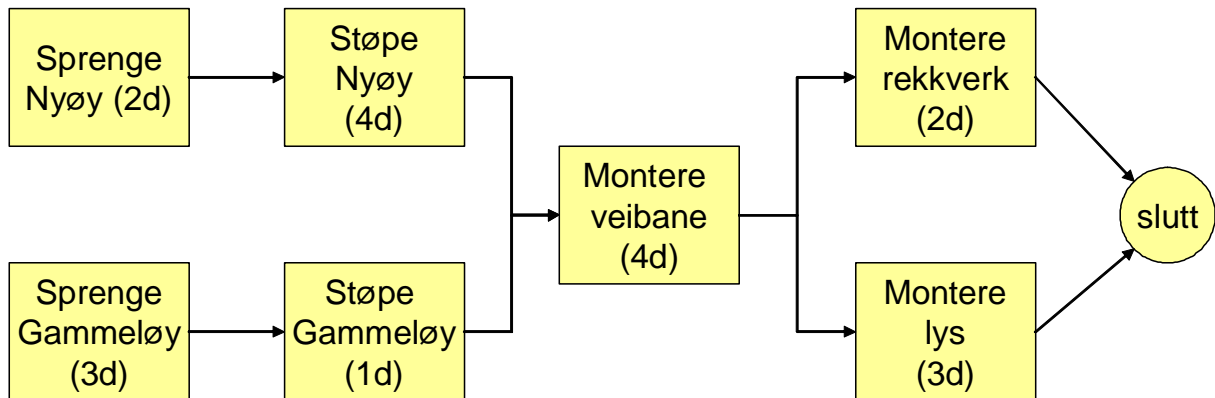 Sprenge
Nyøy (2d)
Støpe
Nyøy
(4d)
Sprenge
Gammeløy
(3d)
Støpe
Gammeløy
(1d)
Montere
veibane
(4d)
Montere
rekkverk
(2d)
Montere
lys
(3d)
slutt